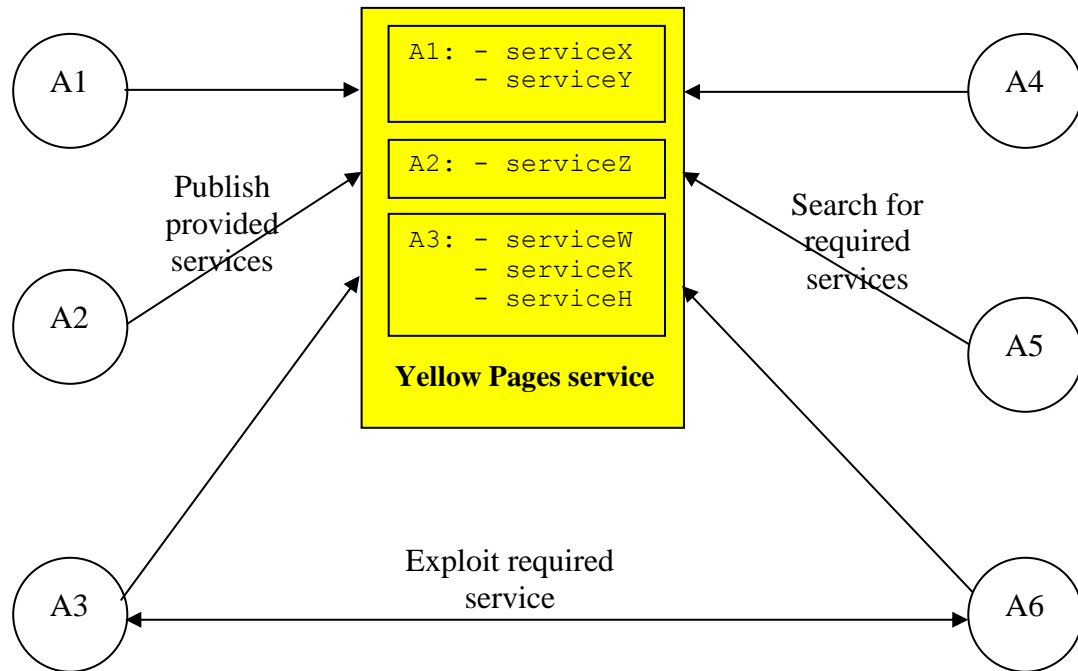 A1
A1: - serviceX
- serviceY
A4
A2: - serviceZ
Publish
provided
services
Search for
required
services
A3: - serviceW
- serviceK
- serviceH
A2
A5
Yellow Pages service
Exploit required
service
A3
A6